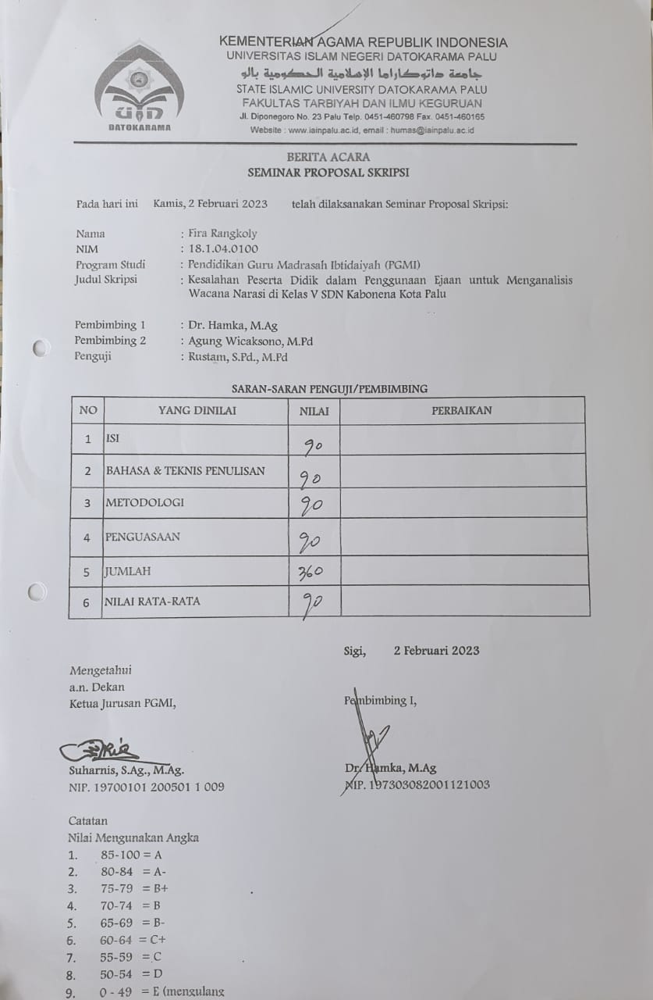 KEMENTERIAN AGAMA REPUBLIK INDONESIA
UNIVERSITAS ISLAM NEGERI DATOKARAMA PALU
جامعة داتوكاراما الإسلامية الحكومية بالو
STATE ISLAMIC UNIVERSITY DATOKARAMA PALU
FAKULTAS TARBIYAH DAN ILMU KEGURUAN
Jl. Diponegoro No. 23 Palu Telp. 0451-460798 Fax. 0451-460165
Website : www.iainpalu.ac.id, email : humas@iainpalu.ac.id
UIN
DATOKARAMA
BERITA ACARA
SEMINAR PROPOSAL SKRIPSI
Pada hari ini Kamis, 2 Februari 2023 telah dilaksanakan Seminar Proposal Skripsi:
Nama : Fira Rangkoly
NIM : 18.1.04.0100
Program Studi : Pendidikan Guru Madrasah Ibtidaiyah (PGMI)
Judul Skripsi : Kesalahan Peserta Didik dalam Penggunaan Ejaan untuk Menganalisis
Wacana Narasi di Kelas V SDN Kabonena Kota Palu
Pembimbing 1 : Dr. Hamka, M.Ag
Pembimbing 2 : Agung Wicaksono, M.Pd
Penguji : Rustam, S.Pd., M.Pd
SARAN-SARAN PENGUJI/PEMBIMBING
NO YANG DINILAI NILAI PERBAIKAN
1 ISI 90
2 BAHASA & TEKNIS PENULISAN 90
3 METODOLOGI 90
4 PENGUASAAN 90
5 JUMLAH 360
6 NILAI RATA-RATA 90
Sigi, 2 Februari 2023
Mengetahui
a.n. Dekan
Ketua Jurusan PGMI,
Pembimbing I,
Suharnis, S.Ag., M.Ag.
NIP. 19700101 200501 1 009
Dr. Hamka, M.Ag
NIP. 197303082001121003
Catatan
Nilai Mengunakan Angka
1. 85-100 = A
2. 80-84 = A-
3. 75-79 = B+
4. 70-74 = B
5. 65-69 = B-
6. 60-64 = C+
7. 55-59 = C
8. 50-54 = D
9. 0 - 49 = E (mengulang